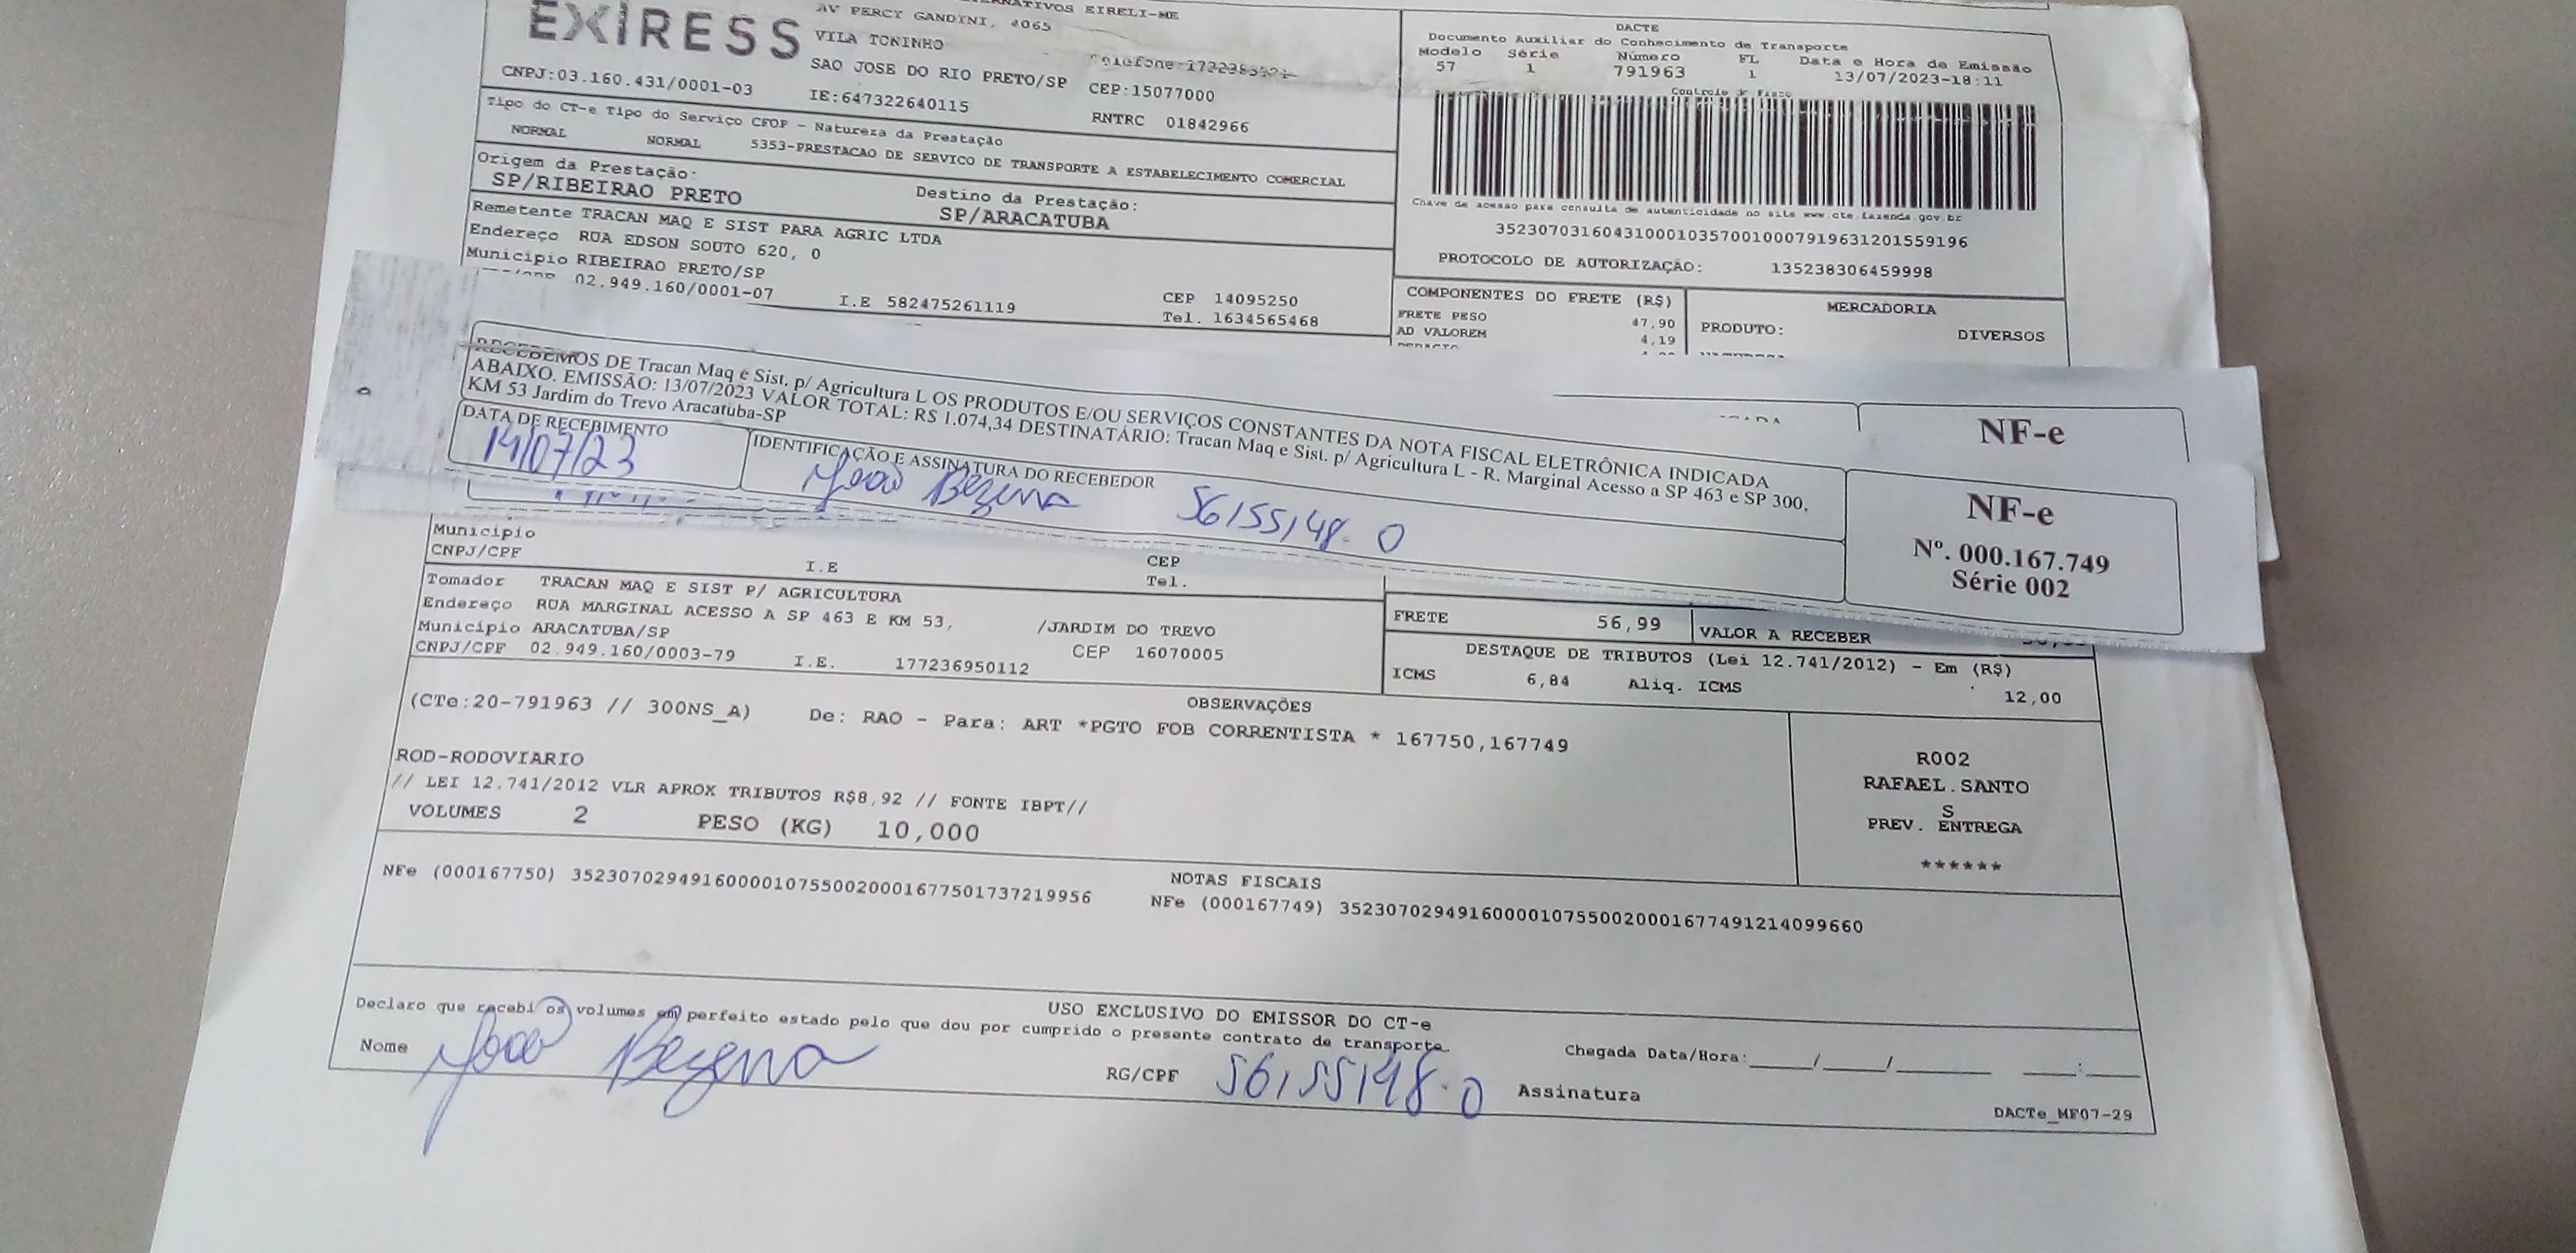 NATIVOS EIRELI-ME
EXIRESS
AV PERCY GANDINI, 4065
VILA TONINHO
SAO JOSE DO RIO PRETO/SP CEP:15077000
CNPJ:03.160.431/0001-03 IE:647322640115 RNTRC 01842966
Tipo do CT-e Tipo do Serviço CFOP - Natureza da Prestação
NORMAL NORMAL 5353-PRESTACAO DE SERVICO DE TRANSPORTE A ESTABELECIMENTO COMERCIAL
Origem da Prestação: Destino da Prestação:
SP/RIBEIRAO PRETO SP/ARACATUBA
Remetente TRACAN MAQ E SIST PARA AGRIC LTDA
Endereço RUA EDSON SOUTO 620, 0
Município RIBEIRAO PRETO/SP CEP 14095250
02.949.160/0001-07 I.E 582475261119 Tel. 1634565468
DACTE
Documento Auxiliar do Conhecimento de Transporte
Modelo Série Número FL Data e Hora de Emissão
57 1 791963 1 13/07/2023-18:11
Chave de acesso para consulta de autenticidade no site www.cte.fazenda.gov.br
35230703160431000103570010007919631201559196
PROTOCOLO DE AUTORIZAÇÃO: 135238306459998
COMPONENTES DO FRETE (R$) MERCADORIA
FRETE PESO 47,90 PRODUTO: DIVERSOS
AD VALOREM 4,19
NF-e
RECEBEMOS DE Tracan Maq e Sist. p/ Agricultura L OS PRODUTOS E/OU SERVIÇOS CONSTANTES DA NOTA FISCAL ELETRÔNICA INDICADA
ABAIXO. EMISSÃO: 13/07/2023 VALOR TOTAL: R$ 1.074,34 DESTINATÁRIO: Tracan Maq e Sist. p/ Agricultura L - R. Marginal Acesso a SP 463 e SP 300,
KM 53 Jardim do Trevo Aracatuba-SP
DATA DE RECEBIMENTO IDENTIFICAÇÃO E ASSINATURA DO RECEBEDOR
14/07/23 João Bezerra 56155148-0
NF-e
Nº. 000.167.749
Série 002
Município CEP
CNPJ/CPF I.E Tel.
Tomador TRACAN MAQ E SIST P/ AGRICULTURA
Endereço RUA MARGINAL ACESSO A SP 463 E KM 53, /JARDIM DO TREVO
Município ARACATUBA/SP CEP 16070005
CNPJ/CPF 02.949.160/0003-79 I.E. 177236950112
FRETE 56,99 VALOR A RECEBER
DESTAQUE DE TRIBUTOS (Lei 12.741/2012) - Em (R$)
ICMS 6,84 Aliq. ICMS 12,00
OBSERVAÇÕES
(CTe:20-791963 // 300NS_A) De: RAO - Para: ART *PGTO FOB CORRENTISTA * 167750,167749
ROD-RODOVIARIO
// LEI 12.741/2012 VLR APROX TRIBUTOS R$8,92 // FONTE IBPT//
VOLUMES 2 PESO (KG) 10,000
R002
RAFAEL.SANTO
S
PREV. ENTREGA
******
NOTAS FISCAIS
NFe (000167750) 35230702949160000107550020001677501737219956 NFe (000167749) 35230702949160000107550020001677491214099660
USO EXCLUSIVO DO EMISSOR DO CT-e
Declaro que recebi os volumes em perfeito estado pelo que dou por cumprido o presente contrato de transporte
Nome João Bezerra RG/CPF 56155148-0 Assinatura
Chegada Data/Hora:____/____/______ ____:____
DACTe_MF07-29